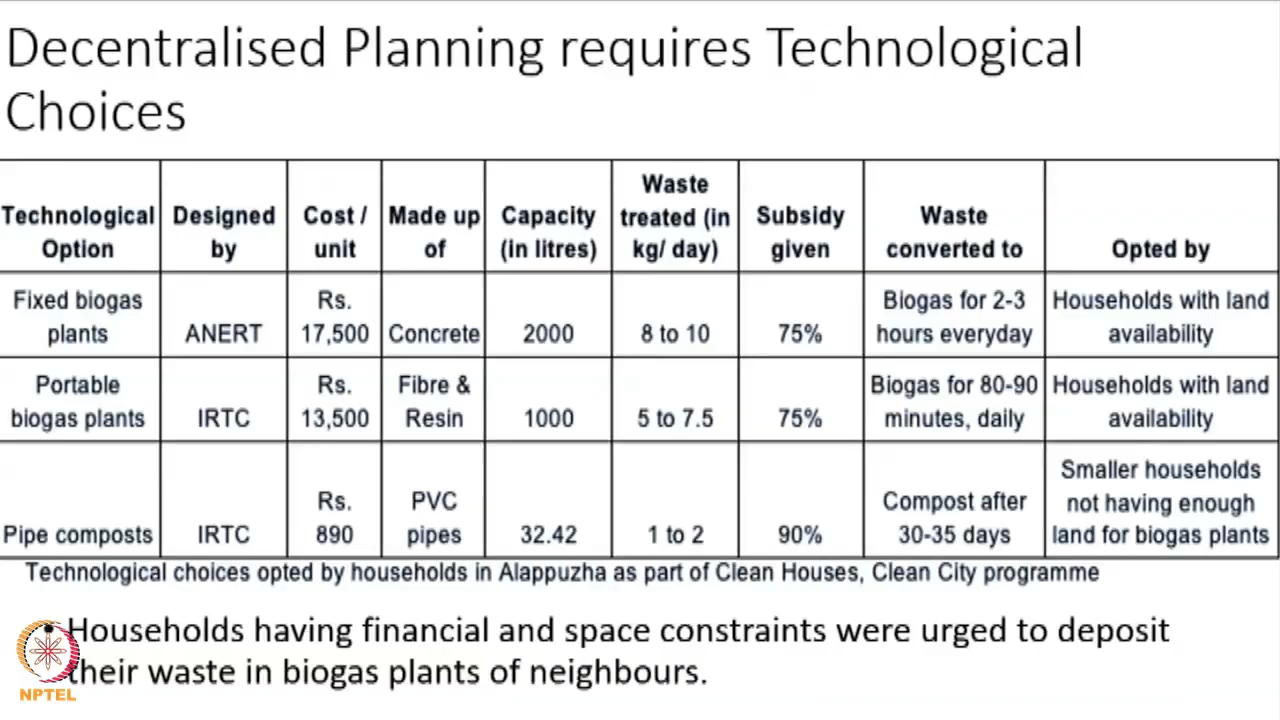 Decentralised Planning requires Technological
Choices
Technological Option | Designed by | Cost / unit | Made up of | Capacity (in litres) | Waste treated (in kg/ day) | Subsidy given | Waste converted to | Opted by
Fixed biogas plants | ANERT | Rs. 17,500 | Concrete | 2000 | 8 to 10 | 75% | Biogas for 2-3 hours everyday | Households with land availability
Portable biogas plants | IRTC | Rs. 13,500 | Fibre & Resin | 1000 | 5 to 7.5 | 75% | Biogas for 80-90 minutes, daily | Households with land availability
Pipe composts | IRTC | Rs. 890 | PVC pipes | 32.42 | 1 to 2 | 90% | Compost after 30-35 days | Smaller households not having enough land for biogas plants
Technological choices opted by households in Alappuzha as part of Clean Houses, Clean City programme
Households having financial and space constraints were urged to deposit
their waste in biogas plants of neighbours.
NPTEL